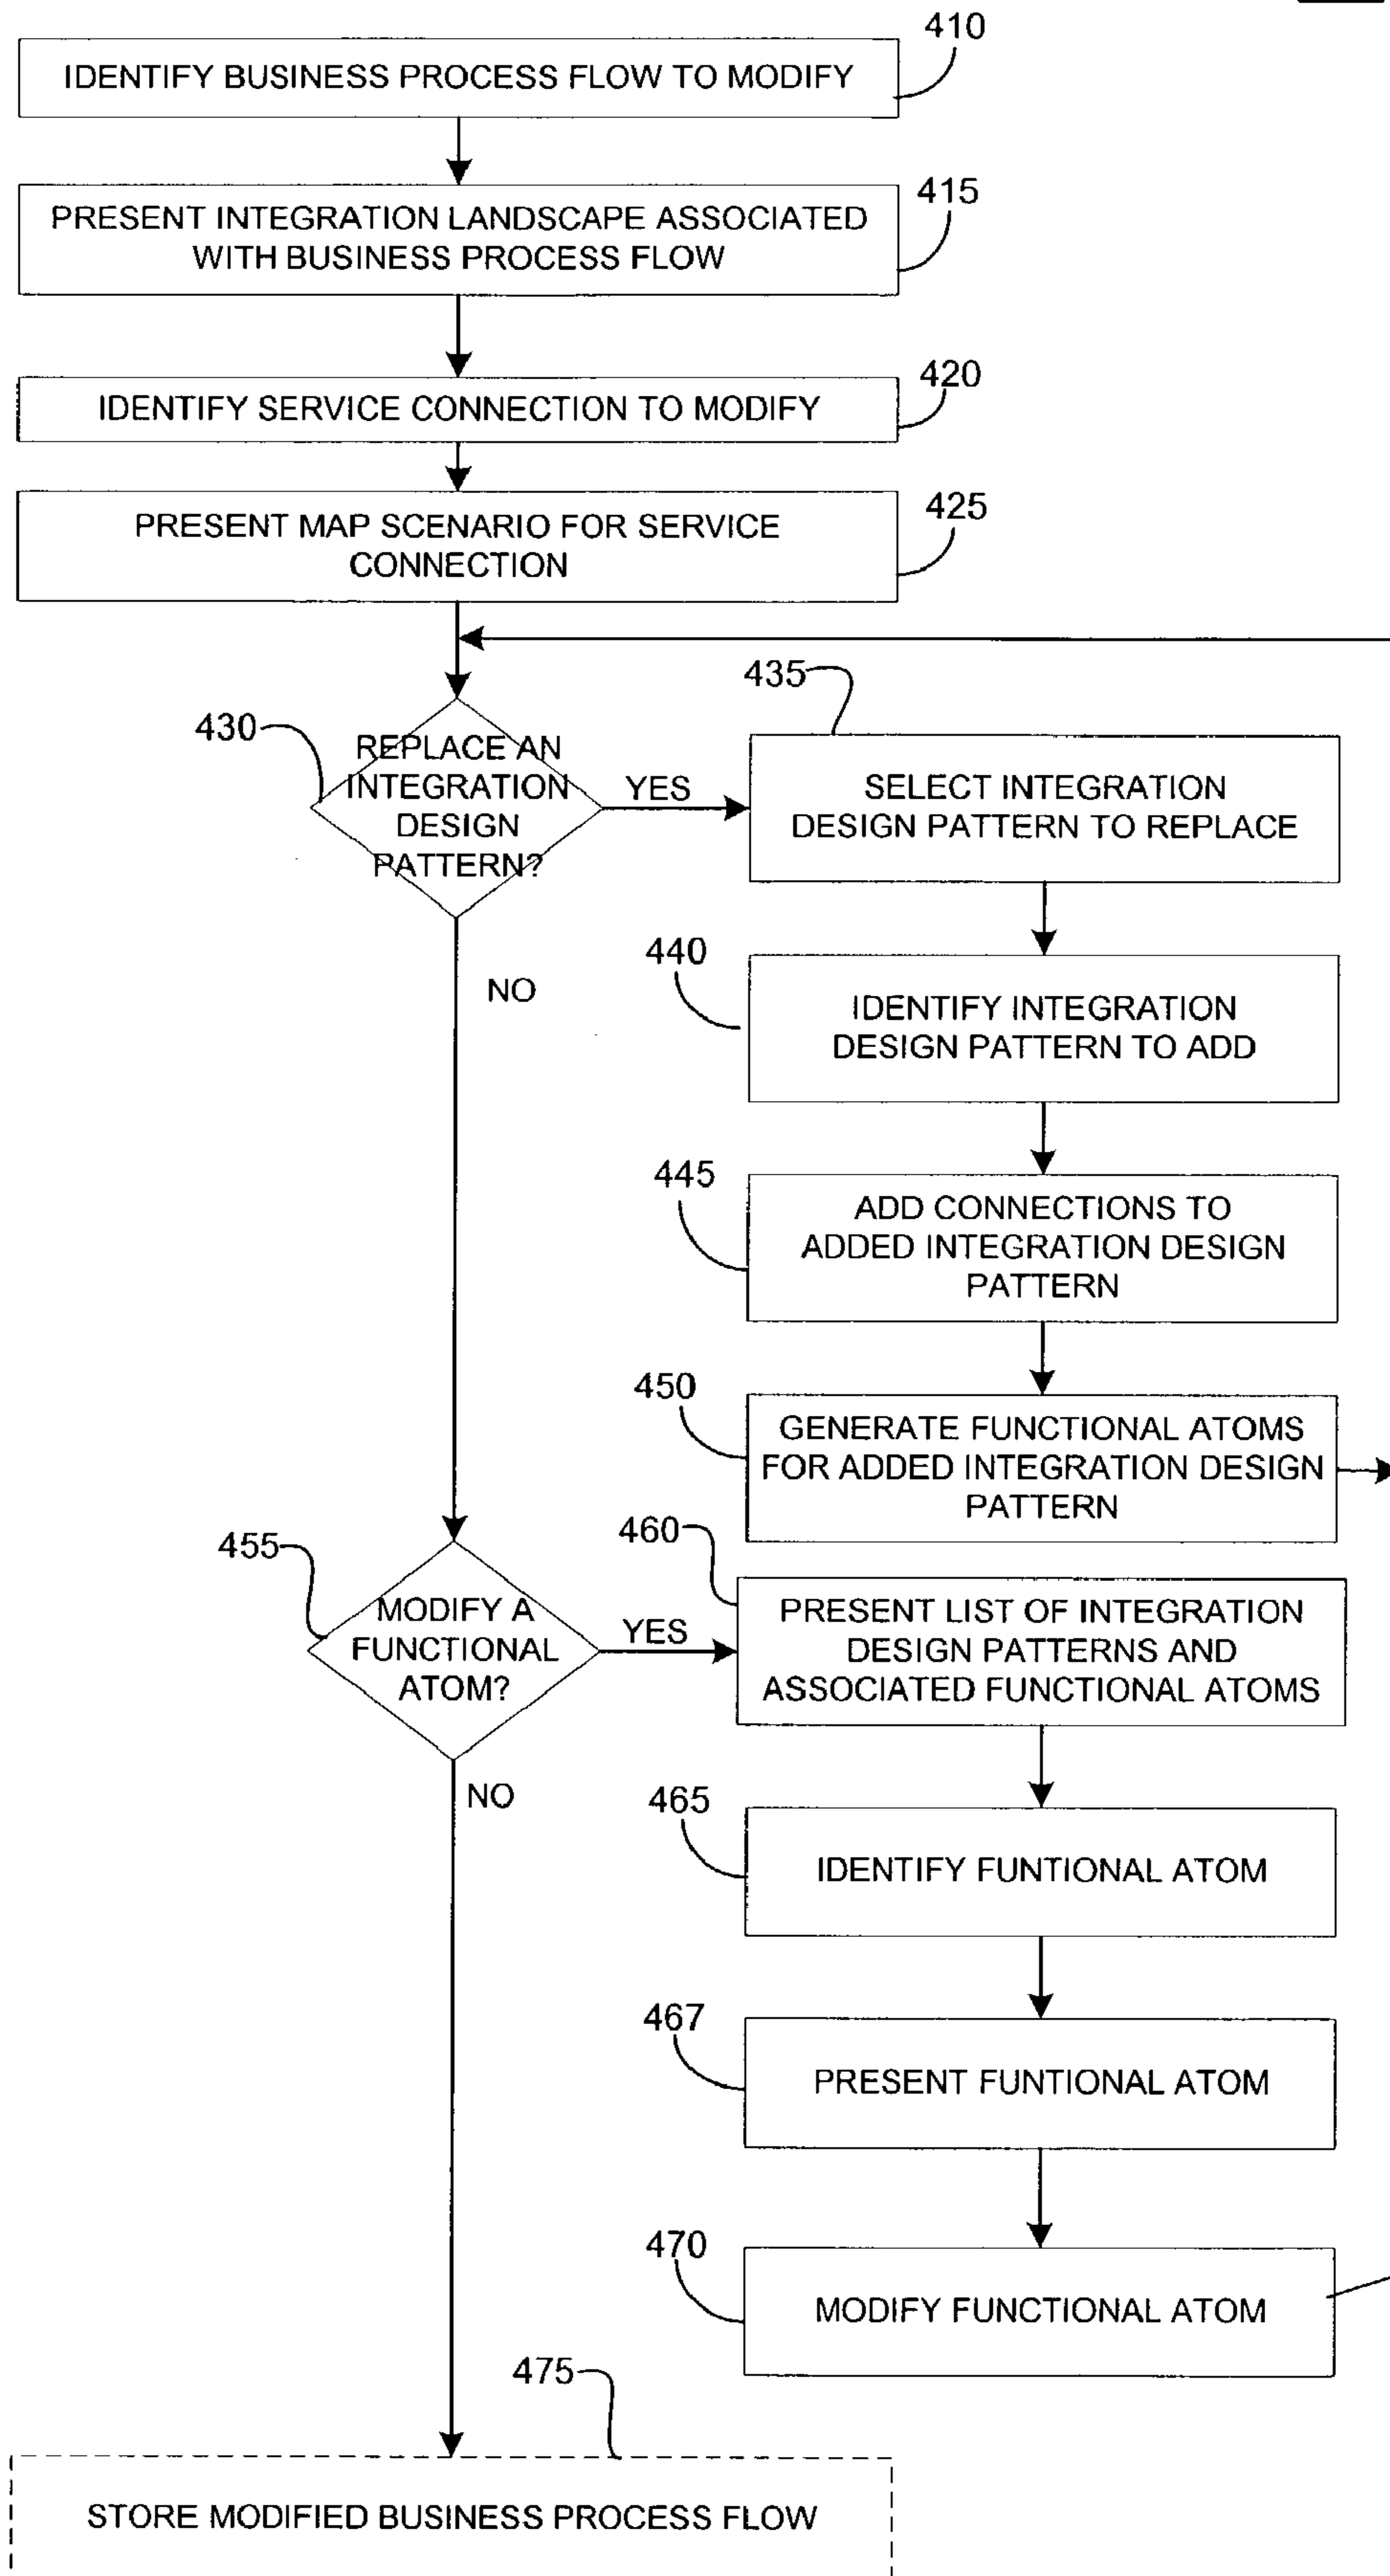 410
IDENTIFY BUSINESS PROCESS FLOW TO MODIFY
415
PRESENT INTEGRATION LANDSCAPE ASSOCIATED
WITH BUSINESS PROCESS FLOW
420
IDENTIFY SERVICE CONNECTION TO MODIFY
425
PRESENT MAP SCENARIO FOR SERVICE
CONNECTION
430
REPLACE AN
INTEGRATION
DESIGN
PATTERN?
YES
NO
435
SELECT INTEGRATION
DESIGN PATTERN TO REPLACE
440
IDENTIFY INTEGRATION
DESIGN PATTERN TO ADD
445
ADD CONNECTIONS TO
ADDED INTEGRATION DESIGN
PATTERN
450
GENERATE FUNCTIONAL ATOMS
FOR ADDED INTEGRATION DESIGN
PATTERN
455
MODIFY A
FUNCTIONAL
ATOM?
YES
NO
460
PRESENT LIST OF INTEGRATION
DESIGN PATTERNS AND
ASSOCIATED FUNCTIONAL ATOMS
465
IDENTIFY FUNTIONAL ATOM
467
PRESENT FUNTIONAL ATOM
470
MODIFY FUNCTIONAL ATOM
475
STORE MODIFIED BUSINESS PROCESS FLOW